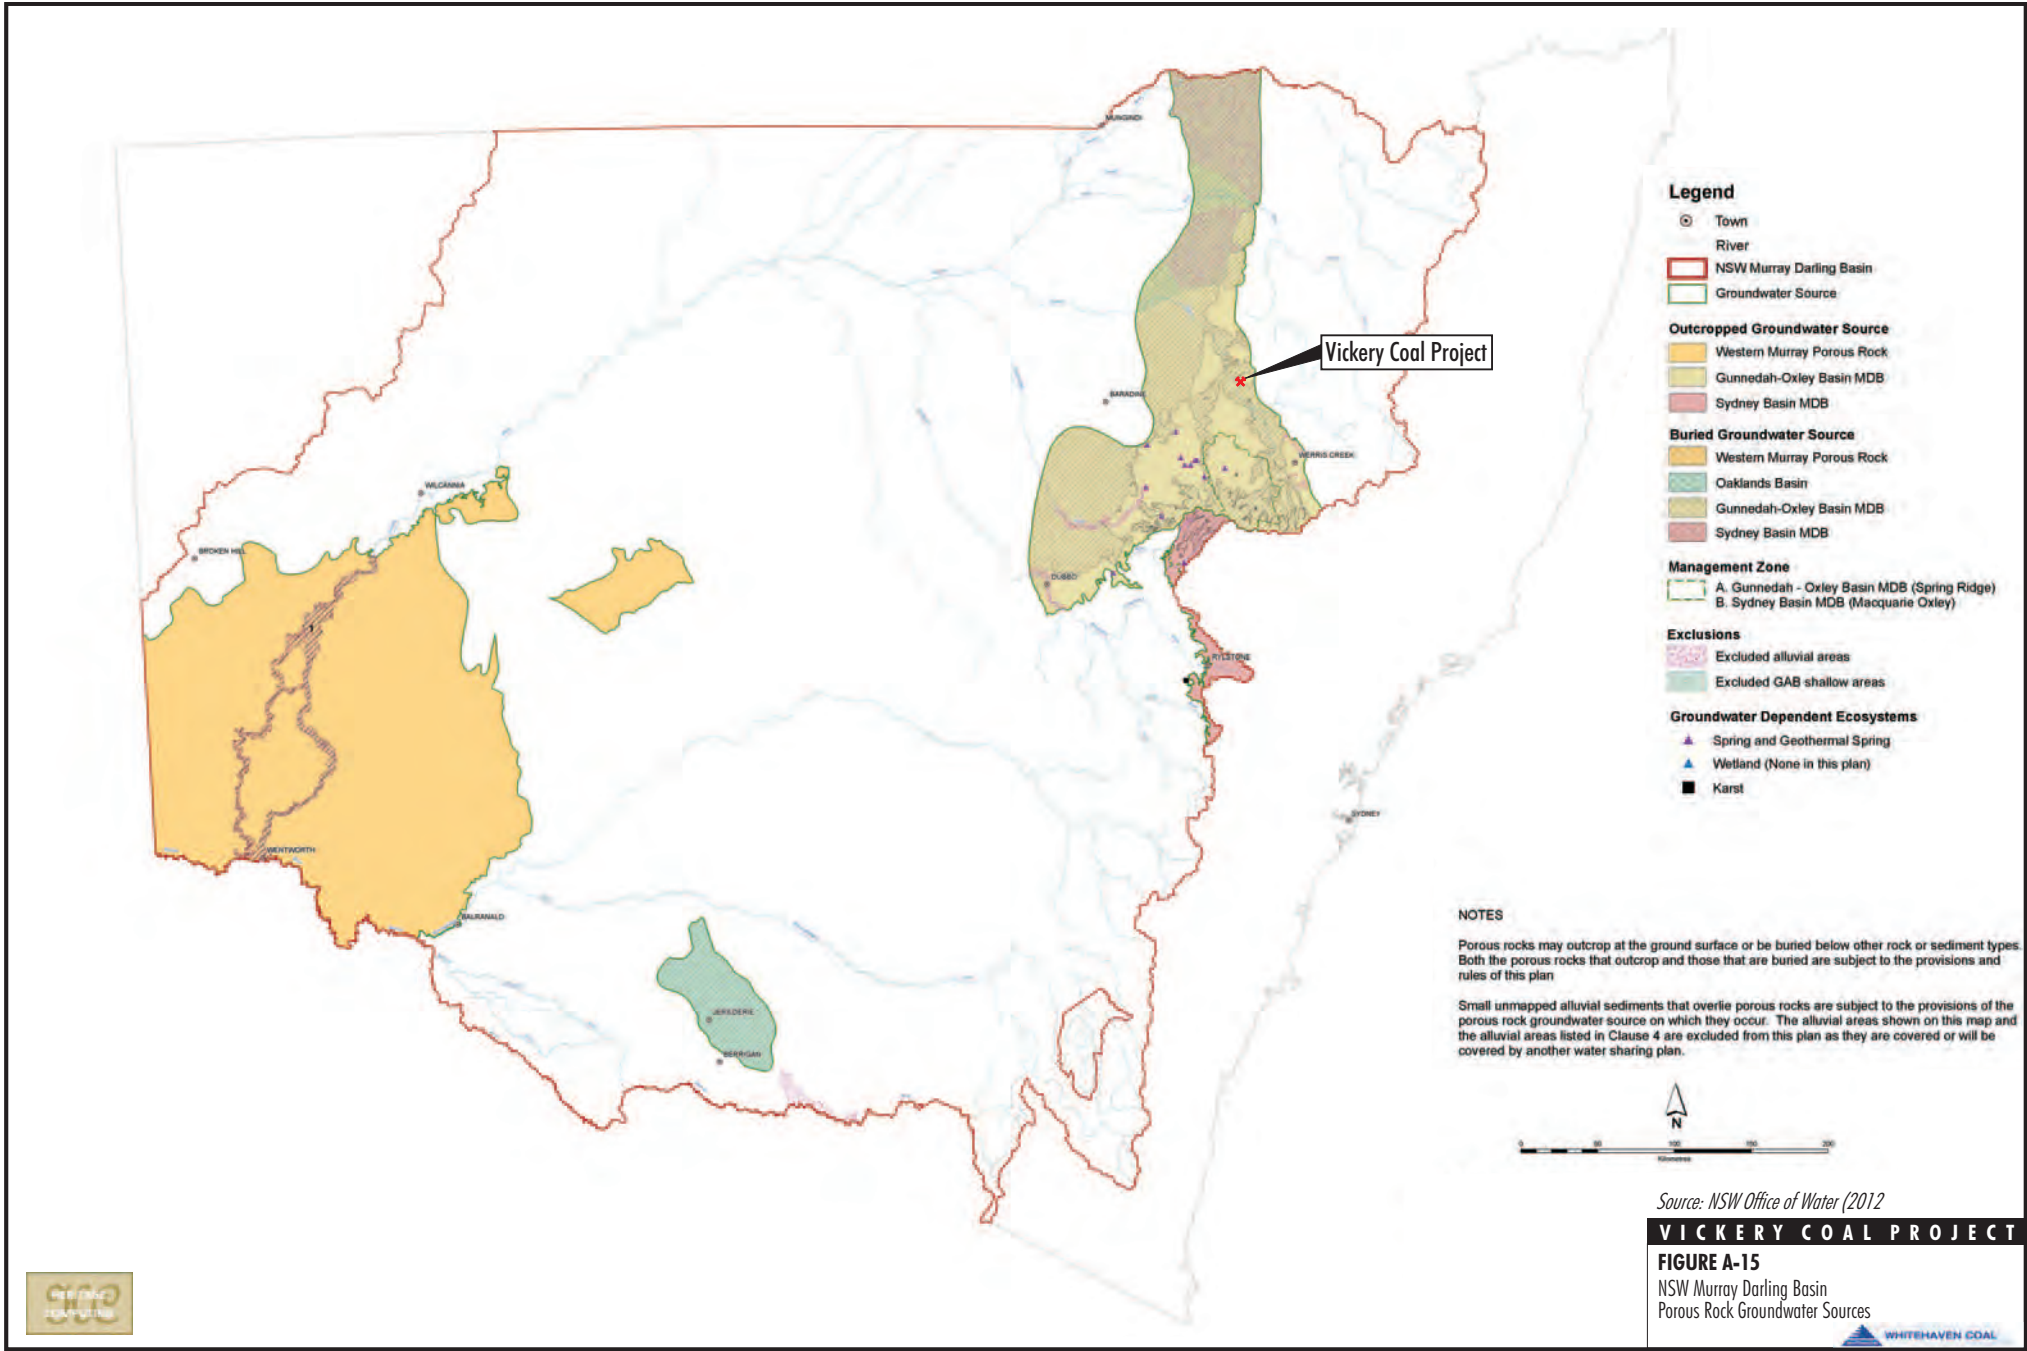 MUNGINDI
Vickery Coal Project
BARADINE
WERRIS CREEK
WILCANNIA
BROKEN HILL
DUBBO
RYLSTONE
1
SYDNEY
WENTWORTH
BALRANALD
JERILDERIE
BERRIGAN
Legend
Town
River
NSW Murray Darling Basin
Groundwater Source
Outcropped Groundwater Source
Western Murray Porous Rock
Gunnedah-Oxley Basin MDB
Sydney Basin MDB
Buried Groundwater Source
Western Murray Porous Rock
Oaklands Basin
Gunnedah-Oxley Basin MDB
Sydney Basin MDB
Management Zone
A. Gunnedah - Oxley Basin MDB (Spring Ridge)
B. Sydney Basin MDB (Macquarie Oxley)
Exclusions
Excluded alluvial areas
Excluded GAB shallow areas
Groundwater Dependent Ecosystems
Spring and Geothermal Spring
Wetland (None in this plan)
Karst
NOTES
Porous rocks may outcrop at the ground surface or be buried below other rock or sediment types.
Both the porous rocks that outcrop and those that are buried are subject to the provisions and
rules of this plan
Small unmapped alluvial sediments that overlie porous rocks are subject to the provisions of the
porous rock groundwater source on which they occur. The alluvial areas shown on this map and
the alluvial areas listed in Clause 4 are excluded from this plan as they are covered or will be
covered by another water sharing plan.
N
0 50 100 150 200
Kilometres
Source: NSW Office of Water (2012
VICKERY COAL PROJECT
FIGURE A-15
NSW Murray Darling Basin
Porous Rock Groundwater Sources
WHITEHAVEN COAL
HERITAGE
COMPUTING